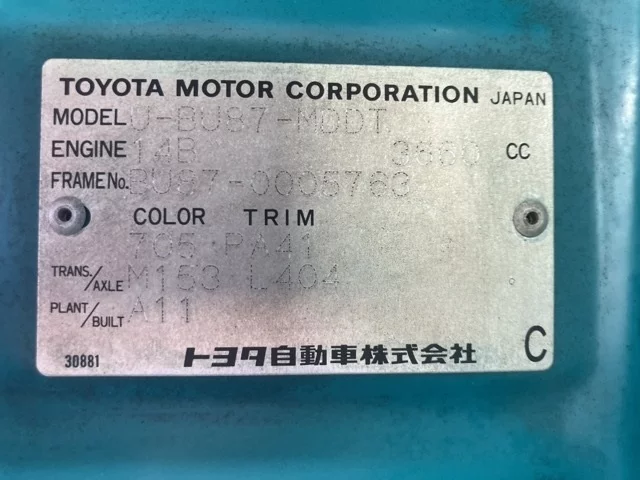 TOYOTA MOTOR CORPORATION JAPAN
MODEL U-BU87-MDDT
ENGINE 14B 3660 CC
FRAME No. BU87-0005763
COLOR TRIM
705 PA41
TRANS./AXLE M153 L404
PLANT/BUILT A11
30881 トヨタ自動車株式会社 C